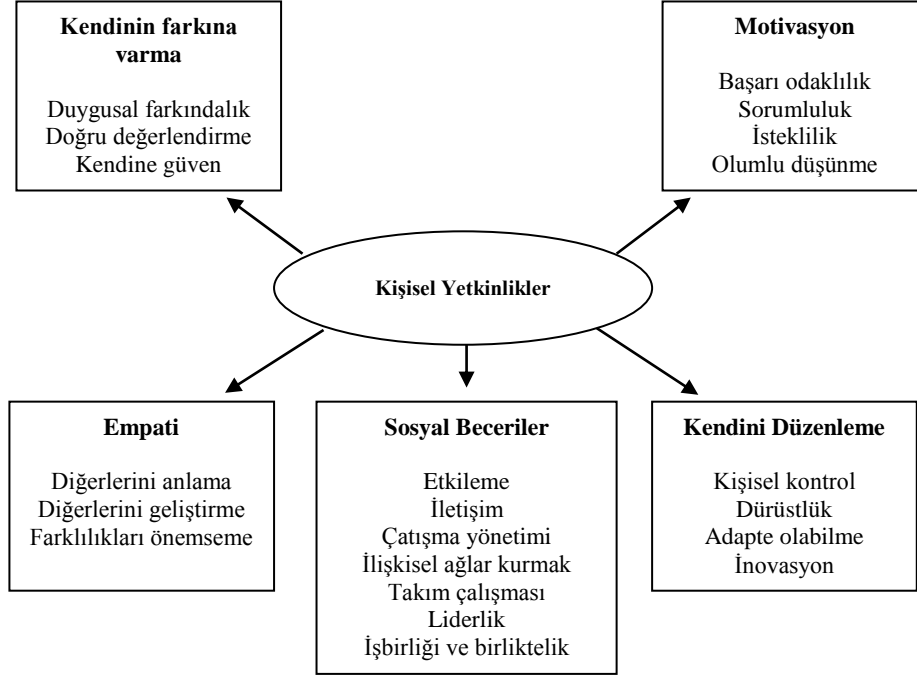 Kendinin farkına
varma
Duygusal farkındalık
Doğru değerlendirme
Kendine güven
Motivasyon
Başarı odaklılık
Sorumluluk
İsteklilik
Olumlu düşünme
Kişisel Yetkinlikler
Empati
Diğerlerini anlama
Diğerlerini geliştirme
Farklılıkları önemseme
Sosyal Beceriler
Etkileme
İletişim
Çatışma yönetimi
İlişkisel ağlar kurmak
Takım çalışması
Liderlik
İşbirliği ve birliktelik
Kendini Düzenleme
Kişisel kontrol
Dürüstlük
Adapte olabilme
İnovasyon